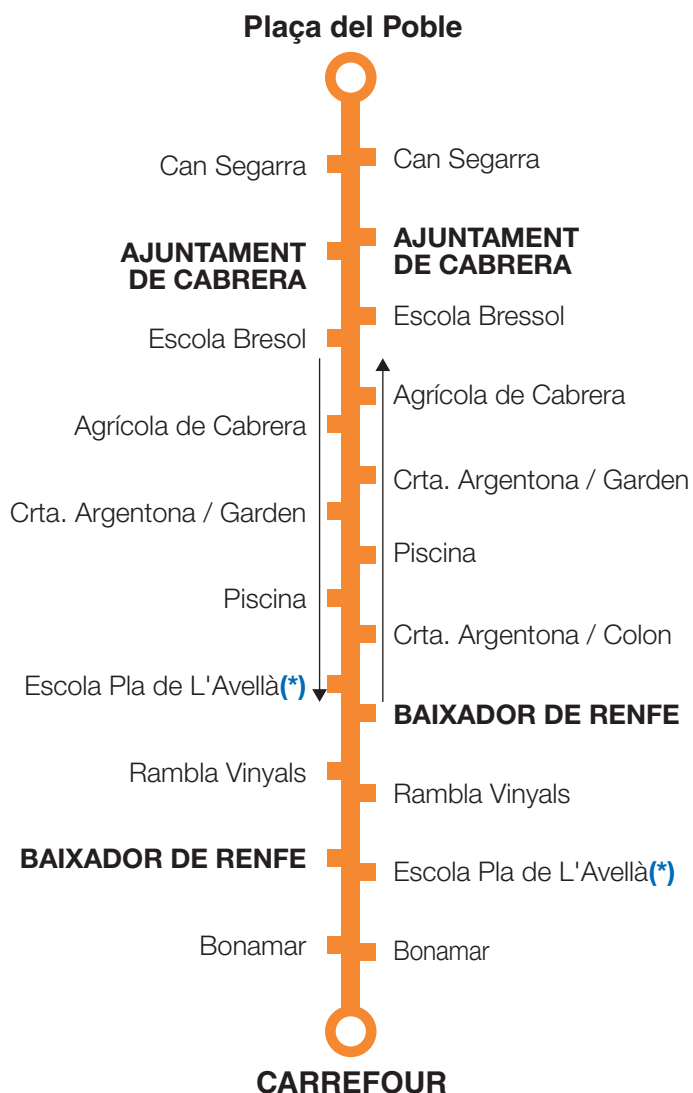 Plaça del Poble
Can Segarra
AJUNTAMENT
DE CABRERA
Escola Bresol
Agrícola de Cabrera
Crta. Argentona / Garden
Piscina
Escola Pla de L'Avellà(*)
Rambla Vinyals
BAIXADOR DE RENFE
Bonamar
Can Segarra
AJUNTAMENT
DE CABRERA
Escola Bressol
Agrícola de Cabrera
Crta. Argentona / Garden
Piscina
Crta. Argentona / Colon
BAIXADOR DE RENFE
Rambla Vinyals
Escola Pla de L'Avellà(*)
Bonamar
CARREFOUR